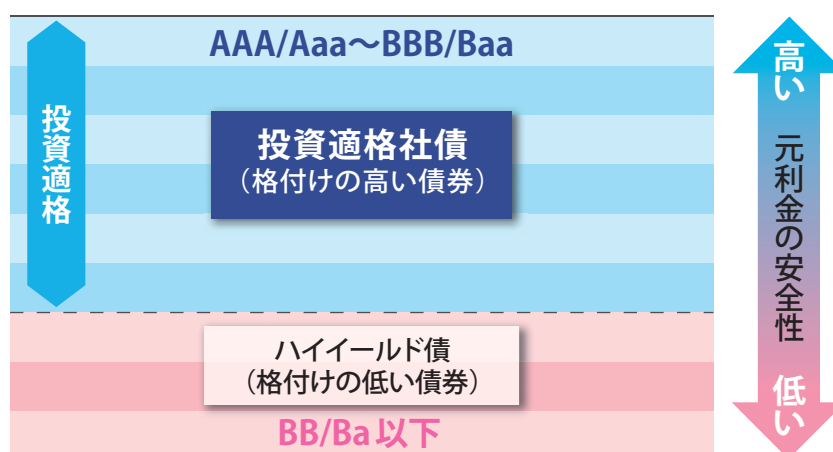 AAA/Aaa～BBB/Baa
投資適格
投資適格社債
（格付けの高い債券）
ハイイールド債
（格付けの低い債券）
BB/Ba以下
高い 元利金の安全性 低い